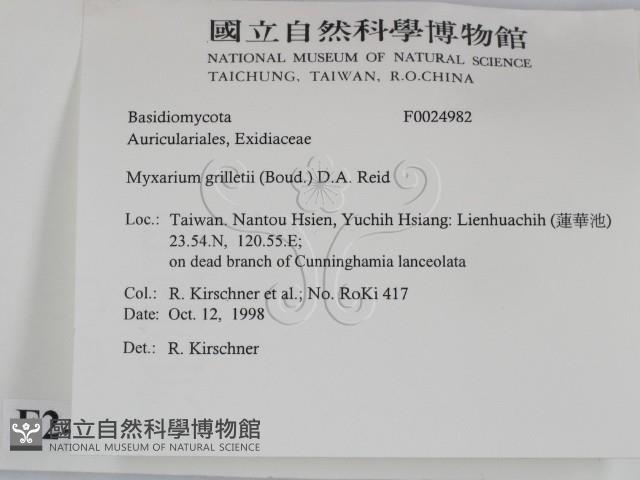 國立自然科學博物館
NATIONAL MUSEUM OF NATURAL SCIENCE
TAICHUNG, TAIWAN, R.O.CHINA
Basidiomycota F0024982
Auriculariales, Exidiaceae
Myxarium grilletii (Boud.) D.A. Reid
Loc.: Taiwan, Nantou Hsien, Yuchih Hsiang: Lienhuachih (蓮華池)
23.54.N, 120.55.E;
on dead branch of Cunninghamia lanceolata
Col.: R. Kirschner et al.; No. RoKi 417
Date: Oct. 12, 1998
Det.: R. Kirschner
國立自然科學博物館
NATIONAL MUSEUM OF NATURAL SCIENCE